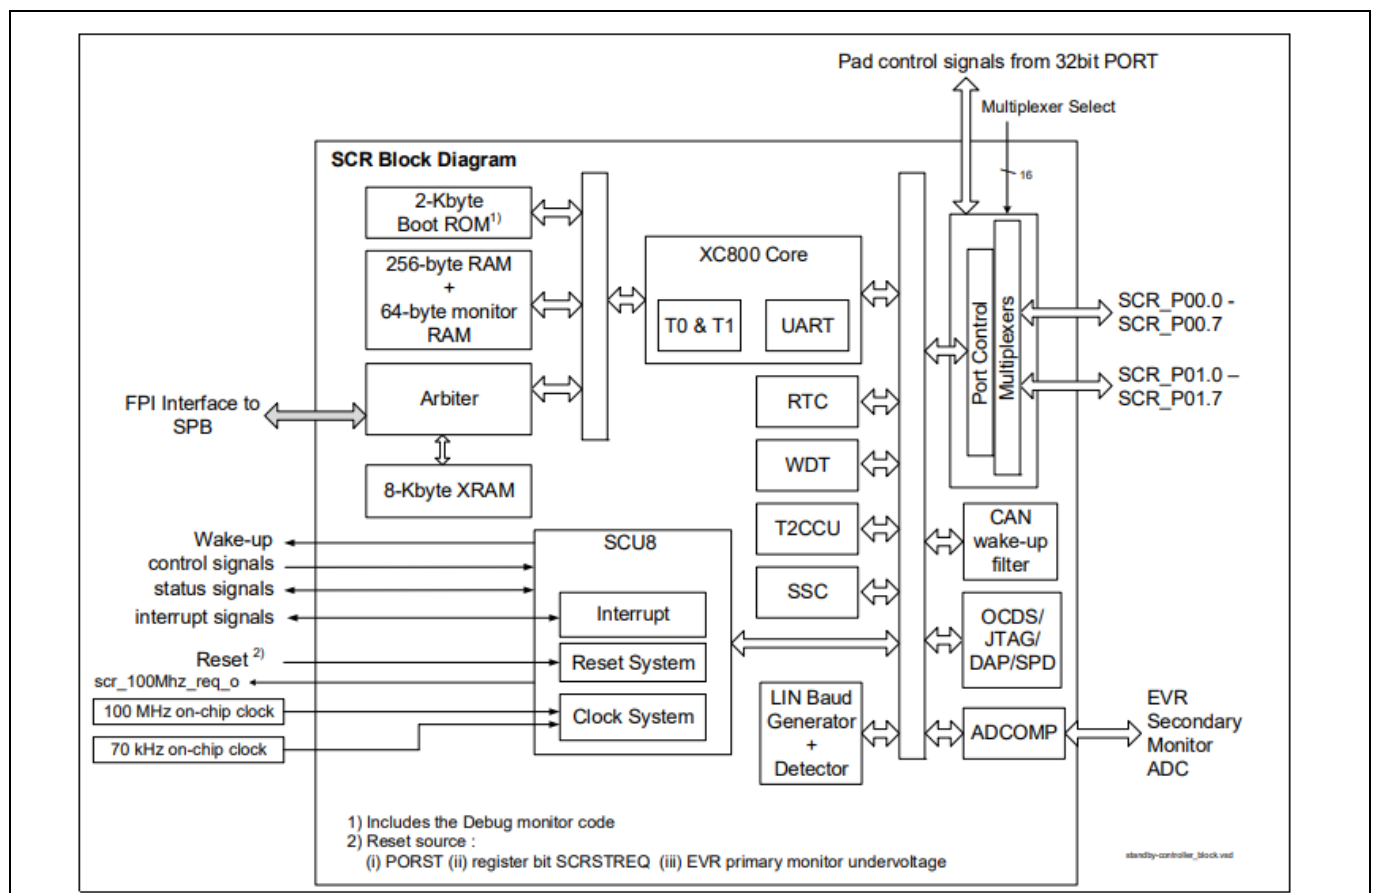 Pad control signals from 32bit PORT
Multiplexer Select
16
SCR Block Diagram
2-Kbyte
Boot ROM1)
256-byte RAM
+
64-byte monitor
RAM
Arbiter
8-Kbyte XRAM
FPI Interface to
SPB
XC800 Core
T0 & T1
UART
RTC
WDT
T2CCU
SSC
LIN Baud
Generator
+
Detector
Port Control
Multiplexers
SCR_P00.0 -
SCR_P00.7
SCR_P01.0 –
SCR_P01.7
CAN
wake-up
filter
OCDS/
JTAG/
DAP/SPD
ADCOMP
EVR
Secondary
Monitor
ADC
Wake-up
control signals
status signals
interrupt signals
Reset 2)
scr_100Mhz_req_o
100 MHz on-chip clock
70 kHz on-chip clock
SCU8
Interrupt
Reset System
Clock System
1) Includes the Debug monitor code
2) Reset source :
(i) PORST (ii) register bit SCRSTREQ (iii) EVR primary monitor undervoltage
standby-controller_block.vsd